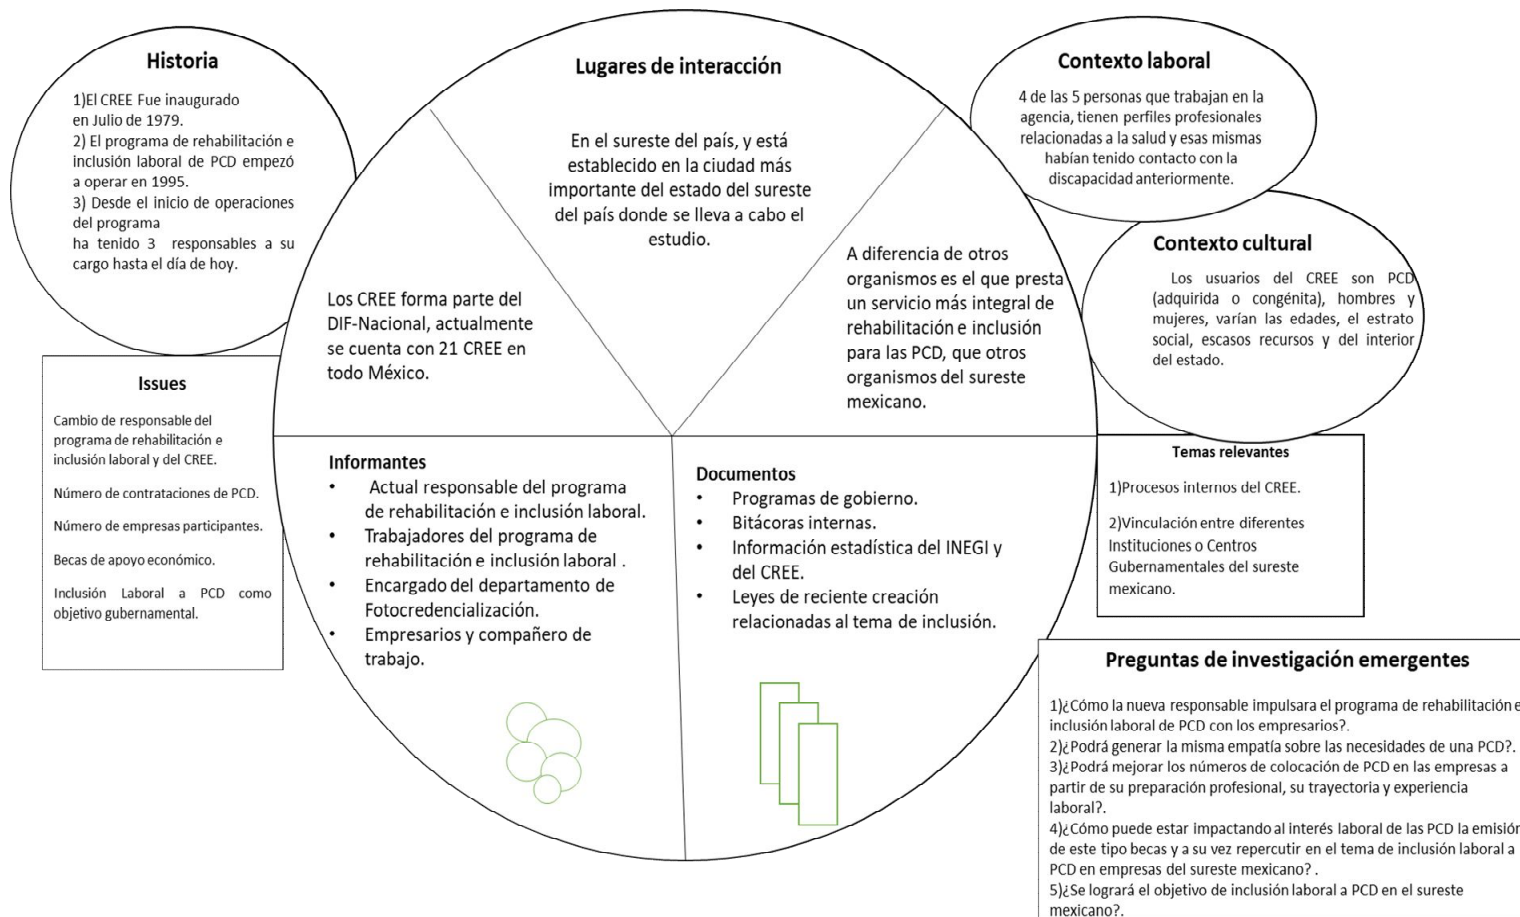 Historia
1)El CREE Fue inaugurado
en Julio de 1979.
2) El programa de rehabilitación e
inclusión laboral de PCD empezó
a operar en 1995.
3) Desde el inicio de operaciones
del programa
ha tenido 3 responsables a su
cargo hasta el día de hoy.
Lugares de interacción
En el sureste del país, y está
establecido en la ciudad más
importante del estado del sureste
del país donde se lleva a cabo el
estudio.
Contexto laboral
4 de las 5 personas que trabajan en la
agencia, tienen perfiles profesionales
relacionadas a la salud y esas mismas
habían tenido contacto con la
discapacidad anteriormente.
Contexto cultural
Los usuarios del CREE son PCD
(adquirida o congénita), hombres y
mujeres, varían las edades, el estrato
social, escasos recursos y del interior
del estado.
Los CREE forma parte del
DIF-Nacional, actualmente
se cuenta con 21 CREE en
todo México.
A diferencia de otros
organismos es el que presta
un servicio más integral de
rehabilitación e inclusión
para las PCD, que otros
organismos del sureste
mexicano.
Issues
Cambio de responsable del
programa de rehabilitación e
inclusión laboral y del CREE.
Número de contrataciones de PCD.
Número de empresas participantes.
Becas de apoyo económico.
Inclusión Laboral a PCD como
objetivo gubernamental.
Informantes
• Actual responsable del programa
de rehabilitación e inclusión laboral.
• Trabajadores del programa de
rehabilitación e inclusión laboral .
• Encargado del departamento de
Fotocredencialización.
• Empresarios y compañero de
trabajo.
Documentos
• Programas de gobierno.
• Bitácoras internas.
• Información estadística del INEGI y
del CREE.
• Leyes de reciente creación
relacionadas al tema de inclusión.
Temas relevantes
1)Procesos internos del CREE.
2)Vinculación entre diferentes
Instituciones o Centros
Gubernamentales del sureste
mexicano.
Preguntas de investigación emergentes
1)¿Cómo la nueva responsable impulsara el programa de rehabilitación e
inclusión laboral de PCD con los empresarios?.
2)¿Podrá generar la misma empatía sobre las necesidades de una PCD?.
3)¿Podrá mejorar los números de colocación de PCD en las empresas a
partir de su preparación profesional, su trayectoria y experiencia
laboral?.
4)¿Cómo puede estar impactando al interés laboral de las PCD la emisión
de este tipo becas y a su vez repercutir en el tema de inclusión laboral a
PCD en empresas del sureste mexicano? .
5)¿Se logrará el objetivo de inclusión laboral a PCD en el sureste
mexicano?.